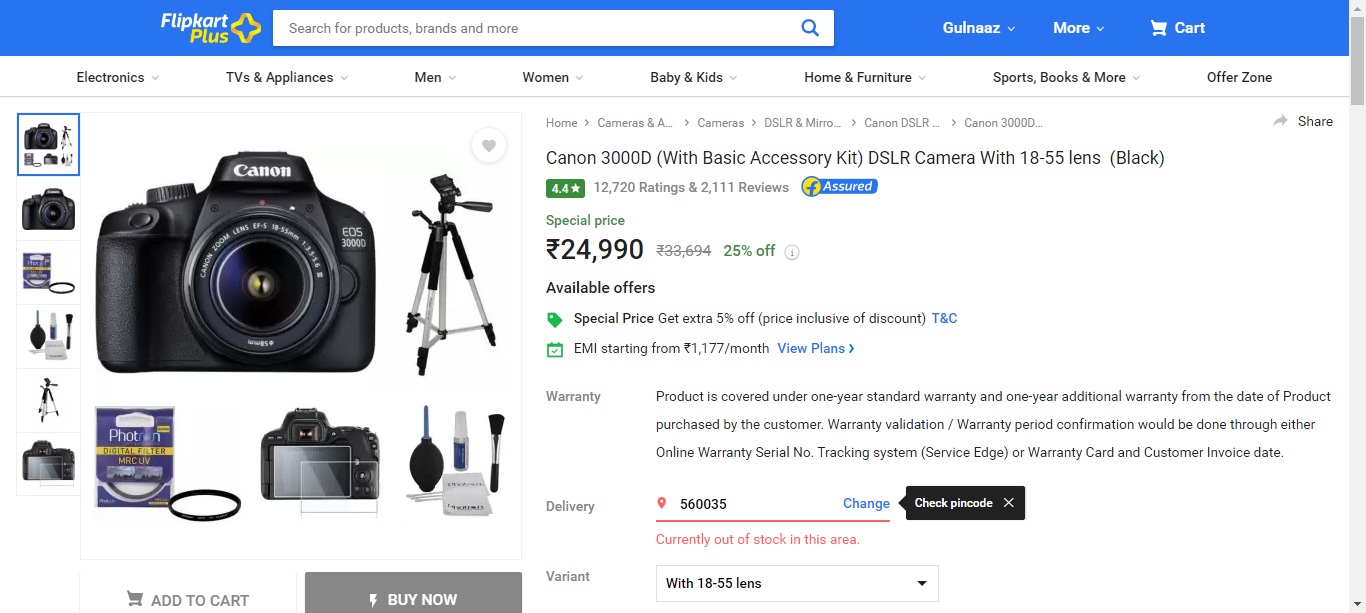 Flipkart
Plus
Search for products, brands and more
Gulnaaz
More
Cart
Electronics
TVs & Appliances
Men
Women
Baby & Kids
Home & Furniture
Sports, Books & More
Offer Zone
Home
Cameras & A...
Cameras
DSLR & Mirro...
Canon DSLR ...
Canon 3000D...
Share
Canon 3000D (With Basic Accessory Kit) DSLR Camera With 18-55 lens (Black)
4.4★ 12,720 Ratings & 2,111 Reviews Assured
Special price
₹24,990 ₹33,694 25% off
Available offers
Special Price Get extra 5% off (price inclusive of discount) T&C
EMI starting from ₹1,177/month View Plans
Warranty
Product is covered under one-year standard warranty and one-year additional warranty from the date of Product
purchased by the customer. Warranty validation / Warranty period confirmation would be done through either
Online Warranty Serial No. Tracking system (Service Edge) or Warranty Card and Customer Invoice date.
Delivery
560035
Change
Check pincode
Currently out of stock in this area.
Variant
With 18-55 lens
Canon
EOS
3000D
CANON ZOOM LENS EF-S 18-55mm 1:3.5-5.6 III
ø58mm
Photron
DIGITAL FILTER
MRC UV
Photron
ADD TO CART
BUY NOW